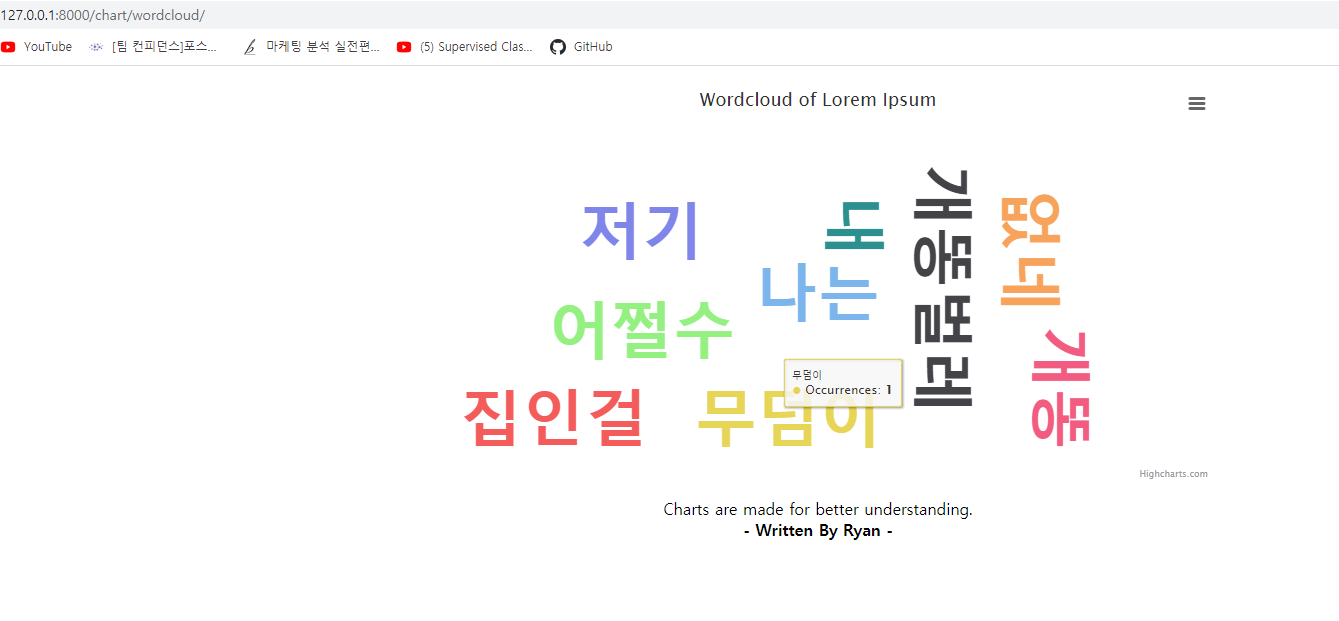 127.0.0.1:8000/chart/wordcloud/
YouTube
[팀 컨피던스]포스...
마케팅 분석 실전편...
(5) Supervised Clas...
GitHub
Wordcloud of Lorem Ipsum
저기
내
개똥벌레
없네
나는
어쩔수
개똥
무덤이
Occurrences: 1
집인걸
무덤이
Highcharts.com
Charts are made for better understanding.
- Written By Ryan -